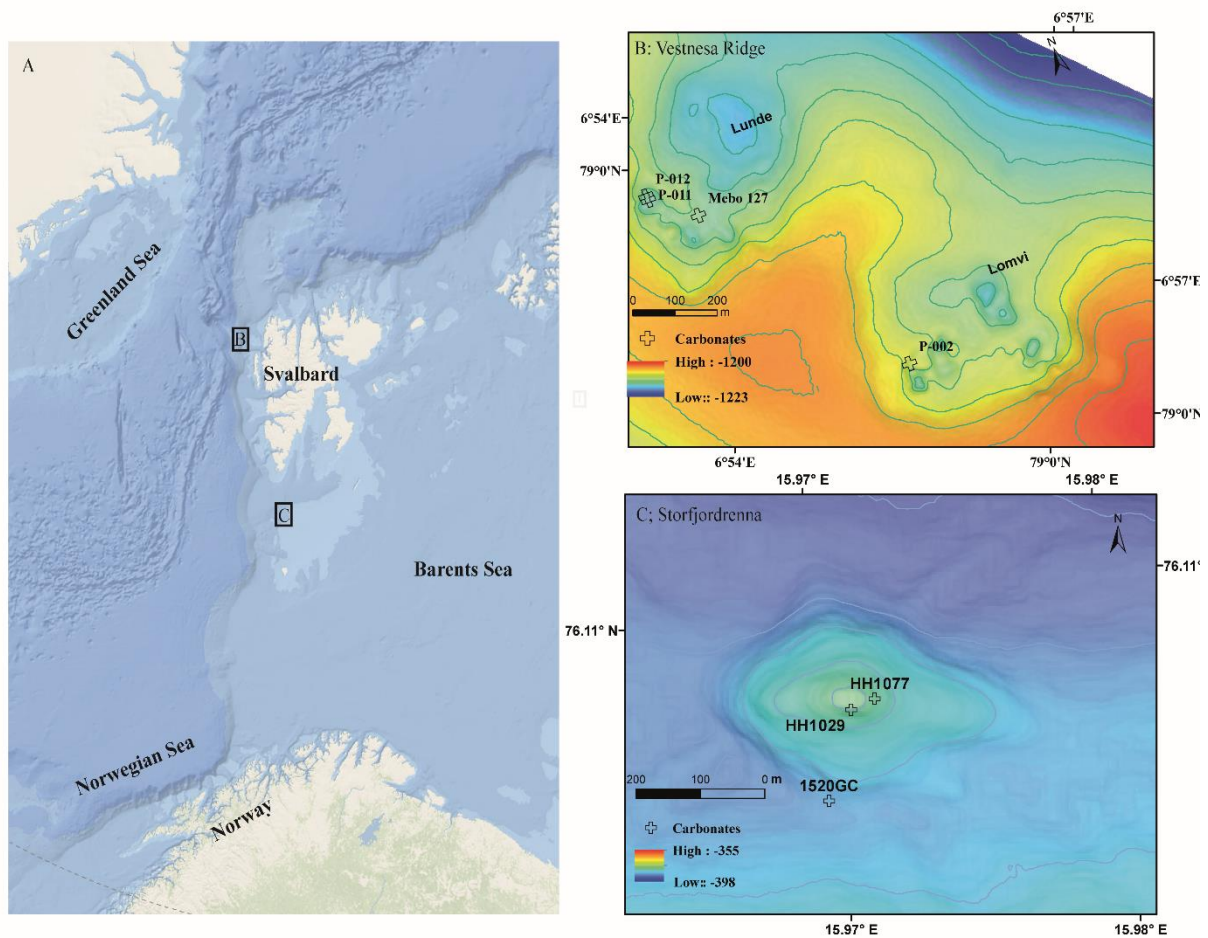 A
Greenland Sea
B
Svalbard
C
Barents Sea
Norwegian Sea
Norway
6°57'E
B: Vestnesa Ridge
N
6°54'E
Lunde
79°0'N
P-012
P-011
Mebo 127
Lomvi
6°57'E
0 100 200
m
Carbonates
P-002
High : -1200
Low:: -1223
79°0'N
6°54'E
79°0'N
15.97° E
15.98° E
C; Storfjordrenna
N
76.11° N
76.11° N
HH1077
HH1029
200 100 0 m
1520GC
Carbonates
High : -355
Low:: -398
15.97° E
15.98° E